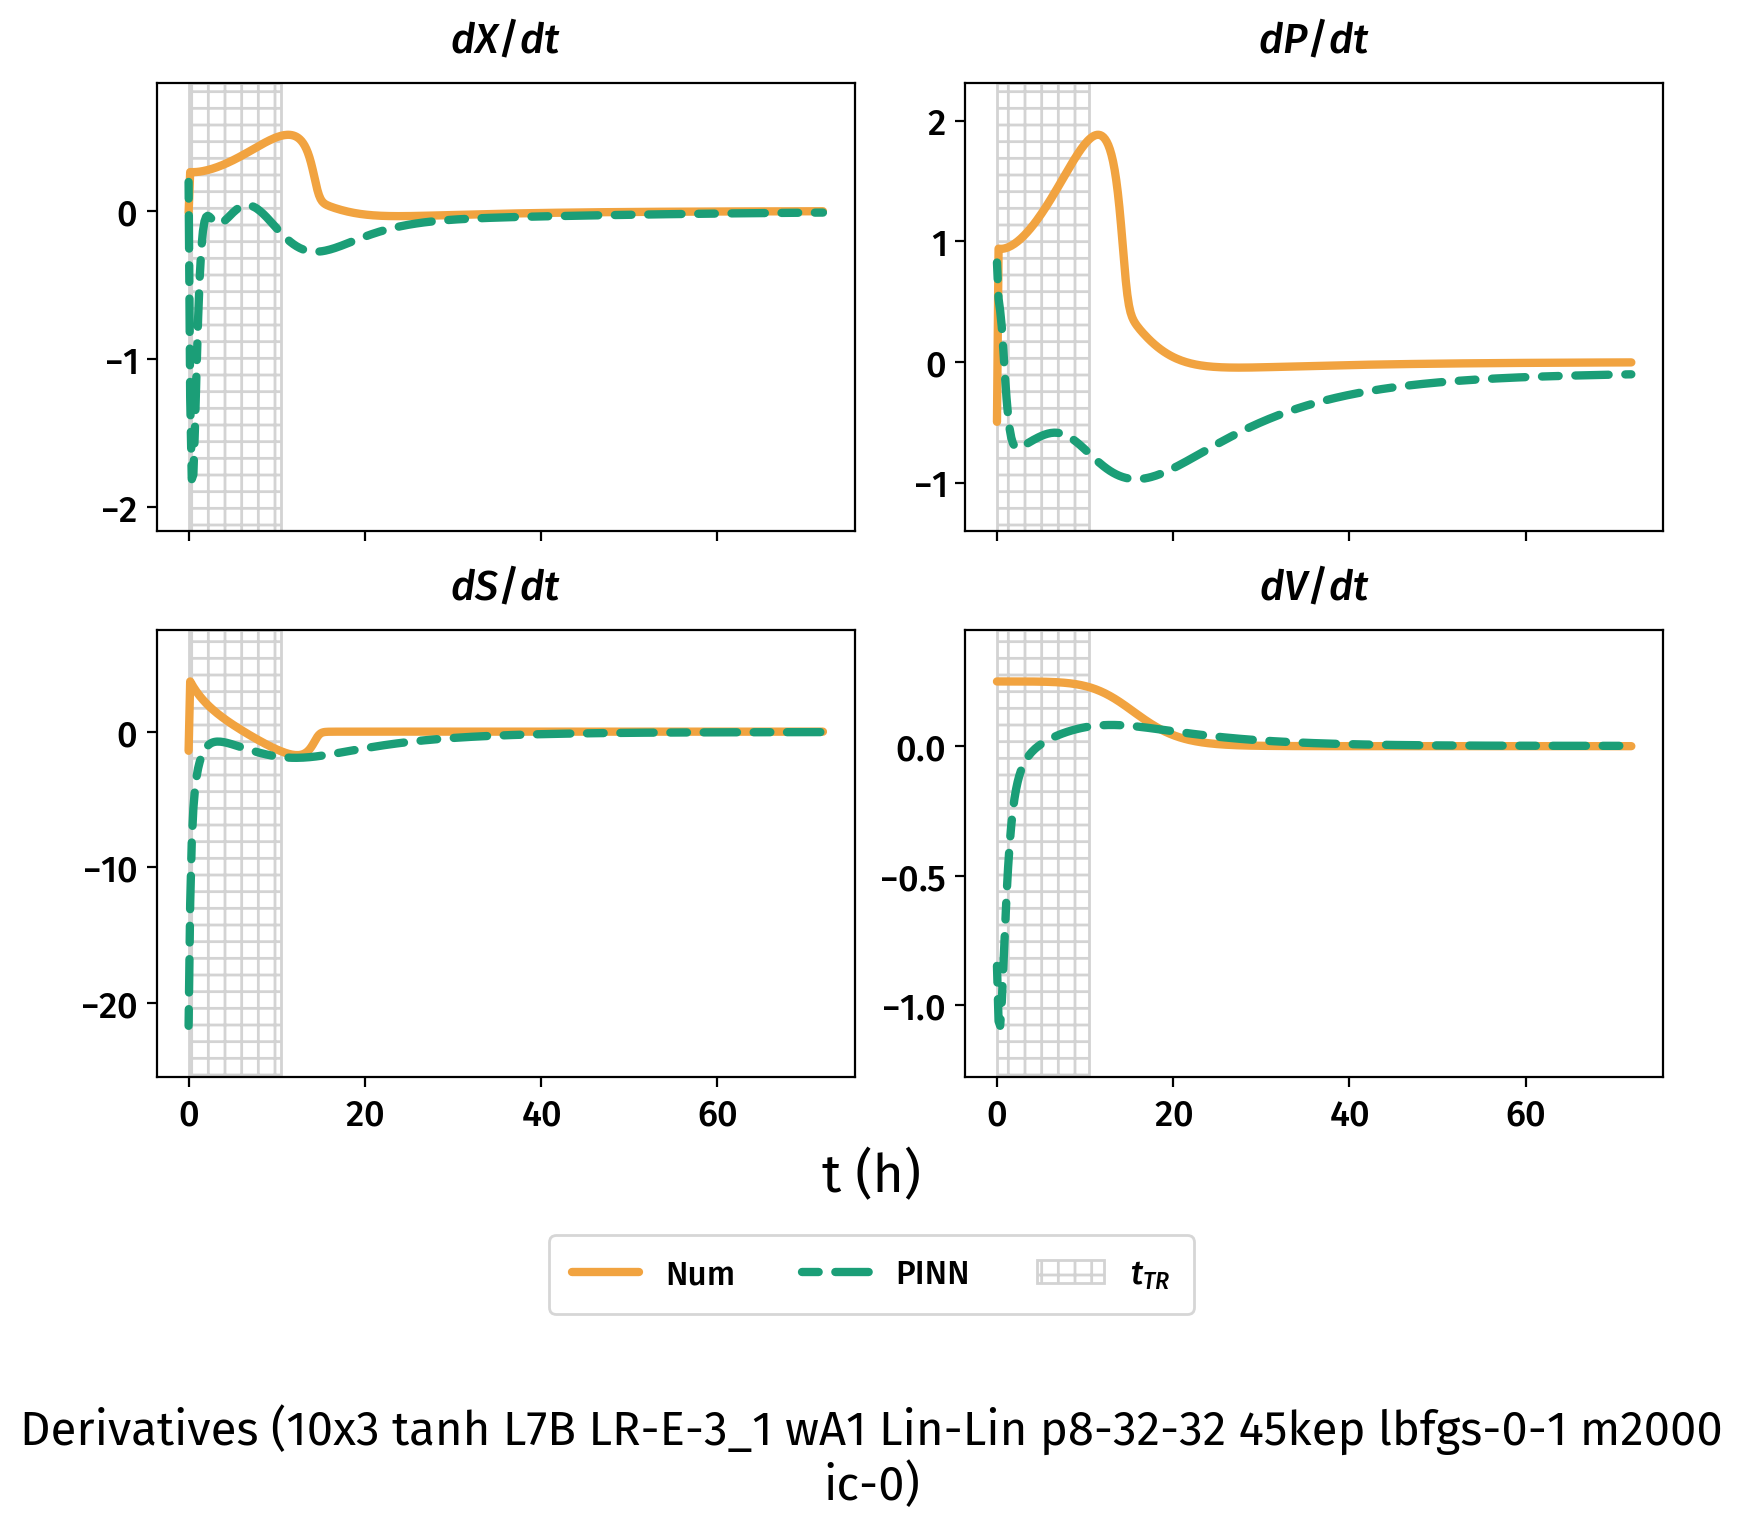 dX/dt
dP/dt
0
−1
−2
2
1
0
−1
dS/dt
dV/dt
0
−10
−20
0.0
−0.5
−1.0
0 20 40 60
0 20 40 60
t (h)
Num PINN t_TR
Derivatives (10x3 tanh L7B LR-E-3_1 wA1 Lin-Lin p8-32-32 45kep lbfgs-0-1 m2000
ic-0)